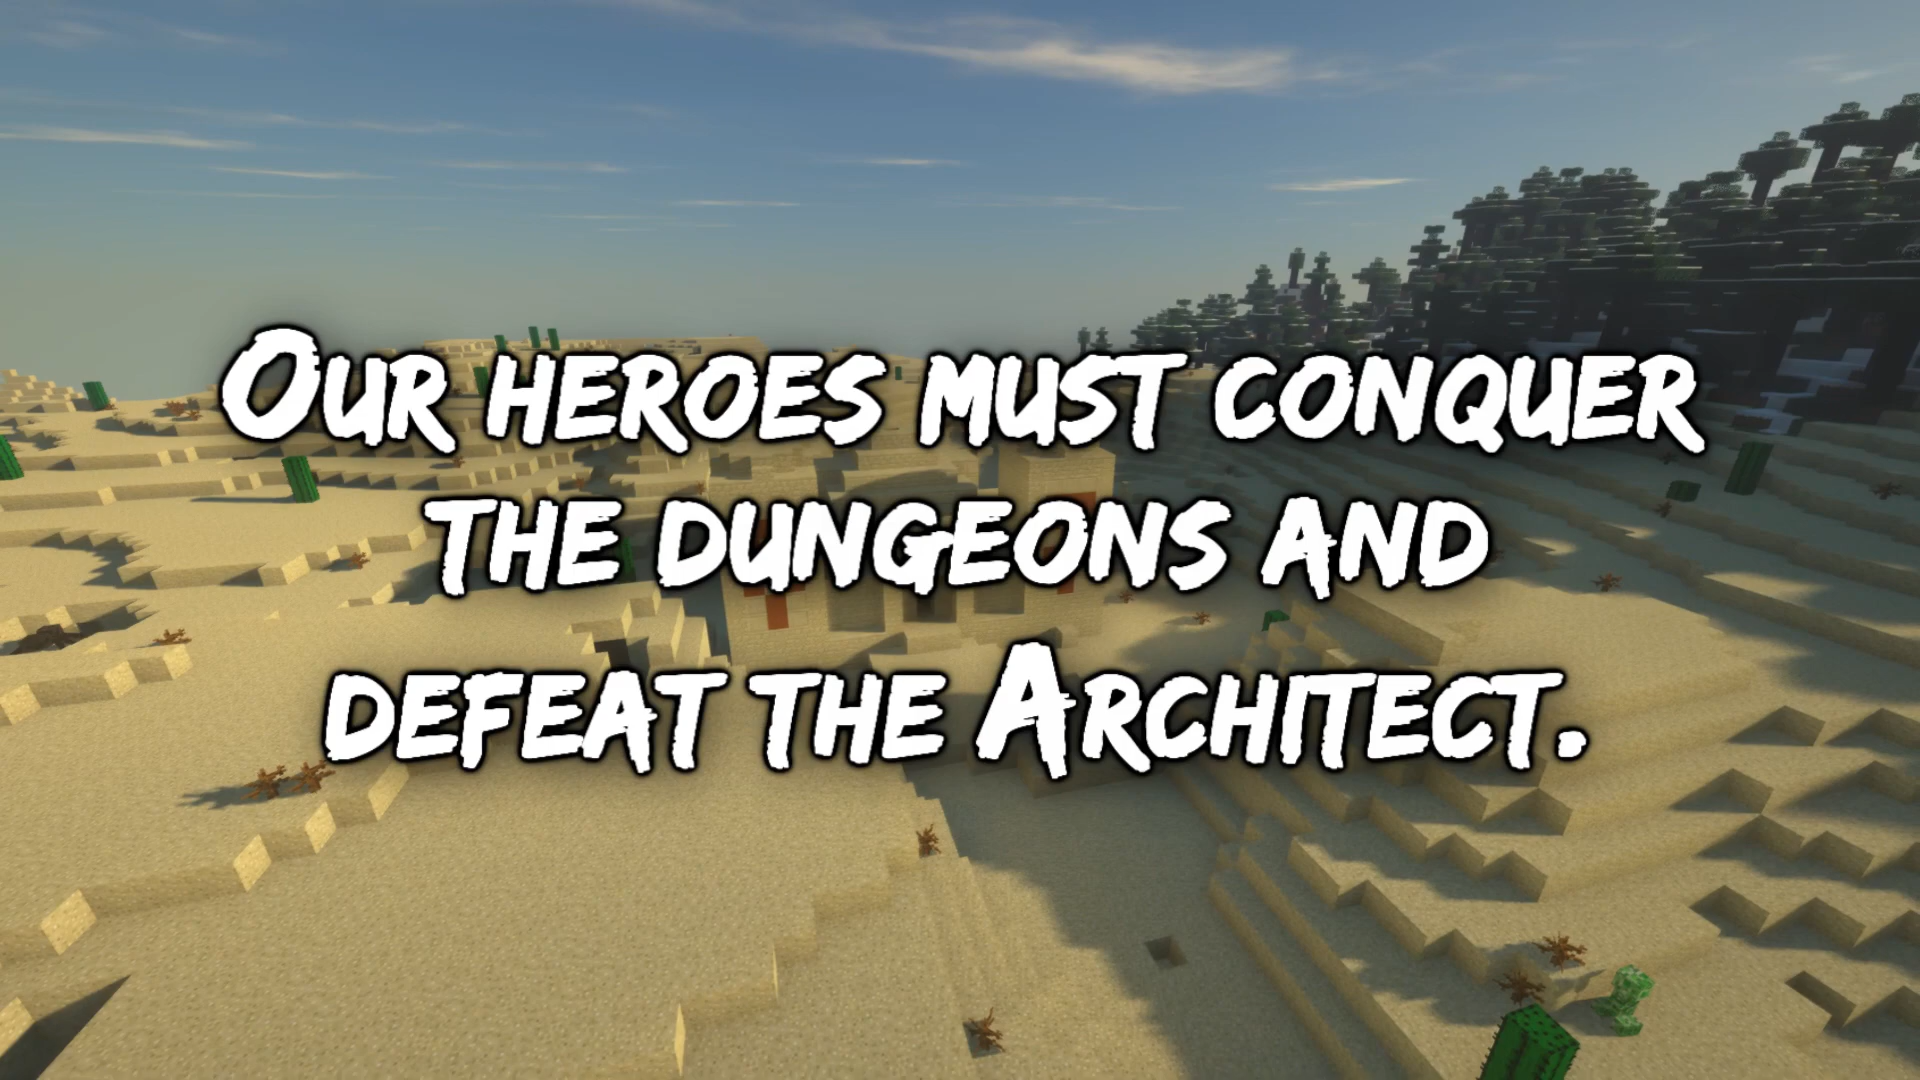 Our heroes must conquer
the dungeons and
defeat the Architect.